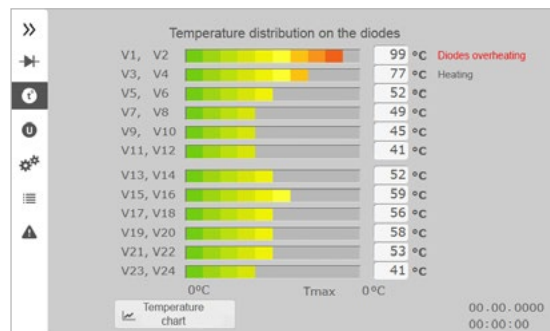 Temperature distribution on the diodes
V1, V2 99 °C Diodes overheating
V3, V4 77 °C Heating
V5, V6 52 °C
V7, V8 49 °C
V9, V10 45 °C
V11, V12 41 °C
V13, V14 52 °C
V15, V16 59 °C
V17, V18 56 °C
V19, V20 58 °C
V21, V22 53 °C
V23, V24 41 °C
0°C Tmax 0°C
Temperature
chart
00.00.0000
00:00:00
t°
U